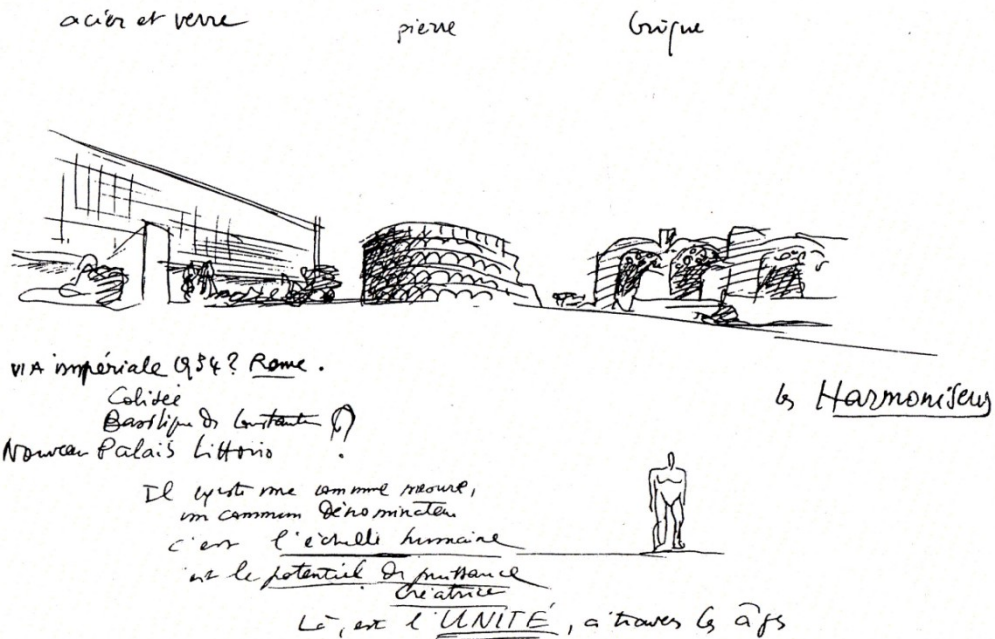 acier et verre
pierre
brique
VIA impériale 1934? Rome.
Colisée
Basilique de Constantin (?)
Nouveau Palais Littorio
les Harmoniseurs
Il existe une commune mesure,
un commun dénominateur
c'est l'échelle humaine
est le potentiel de puissance
créatrice
Là, est l'UNITÉ, à travers les âges